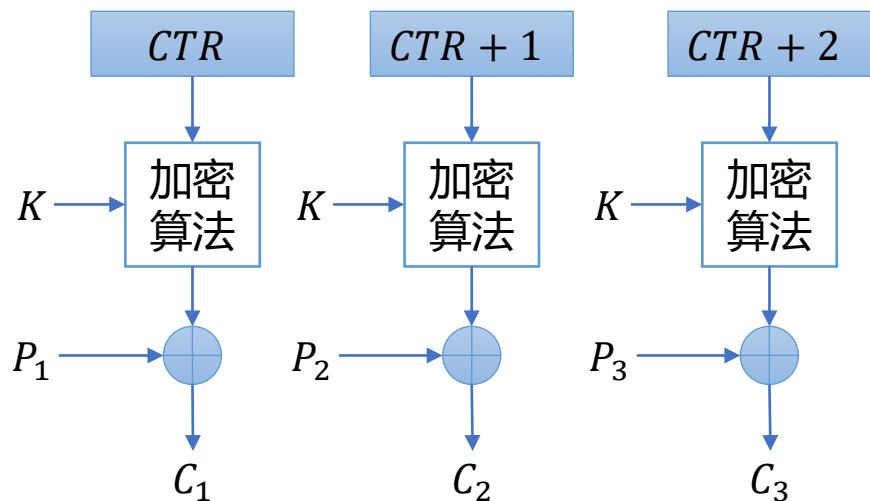 CTR CTR + 1 CTR + 2
K 加密 K 加密 K 加密
算法 算法 算法
P₁ P₂ P₃
C₁ C₂ C₃